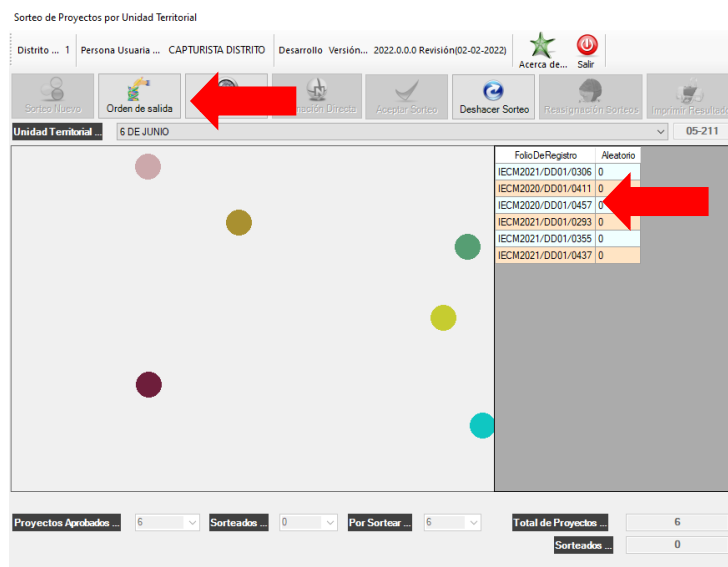 Sorteo de Proyectos por Unidad Territorial
Distrito ... 1 Persona Usuaria ... CAPTURISTA DISTRITO Desarrollo Versión... 2022.0.0.0 Revisión(02-02-2022) Acerca de... Salir
Sorteo Nuevo Orden de salida Directa Aceptar Sorteo Deshacer Sorteo Reasignación Sorteos Imprimir Resultado
Unidad Territorial ... 6 DE JUNIO 05-211
FolioDeRegistro Aleatorio
IECM2021/DD01/0306 0
IECM2020/DD01/0411 0
IECM2020/DD01/0457 0
IECM2021/DD01/0293 0
IECM2021/DD01/0355 0
IECM2021/DD01/0437 0
Proyectos Aprobados ... 6 Sorteados ... 0 Por Sortear ... 6 Total de Proyectos ... 6
Sorteados ... 0